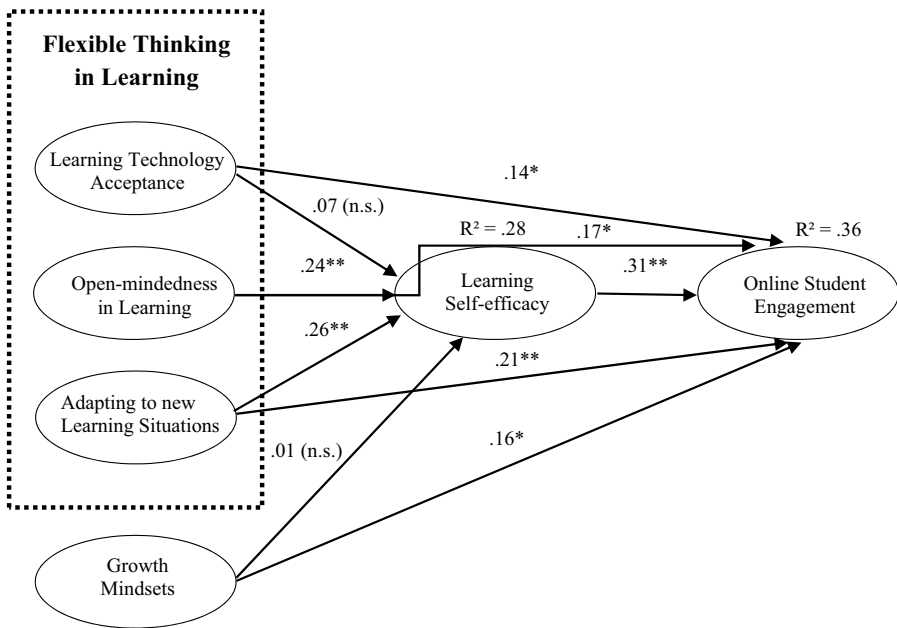 Flexible Thinking
in Learning
Learning Technology
Acceptance
.14*
.07 (n.s.)
R² = .28
.17*
R² = .36
Open-mindedness
in Learning
.24**
Learning
Self-efficacy
.31**
Online Student
Engagement
.26**
Adapting to new
Learning Situations
.21**
.01 (n.s.)
.16*
Growth
Mindsets